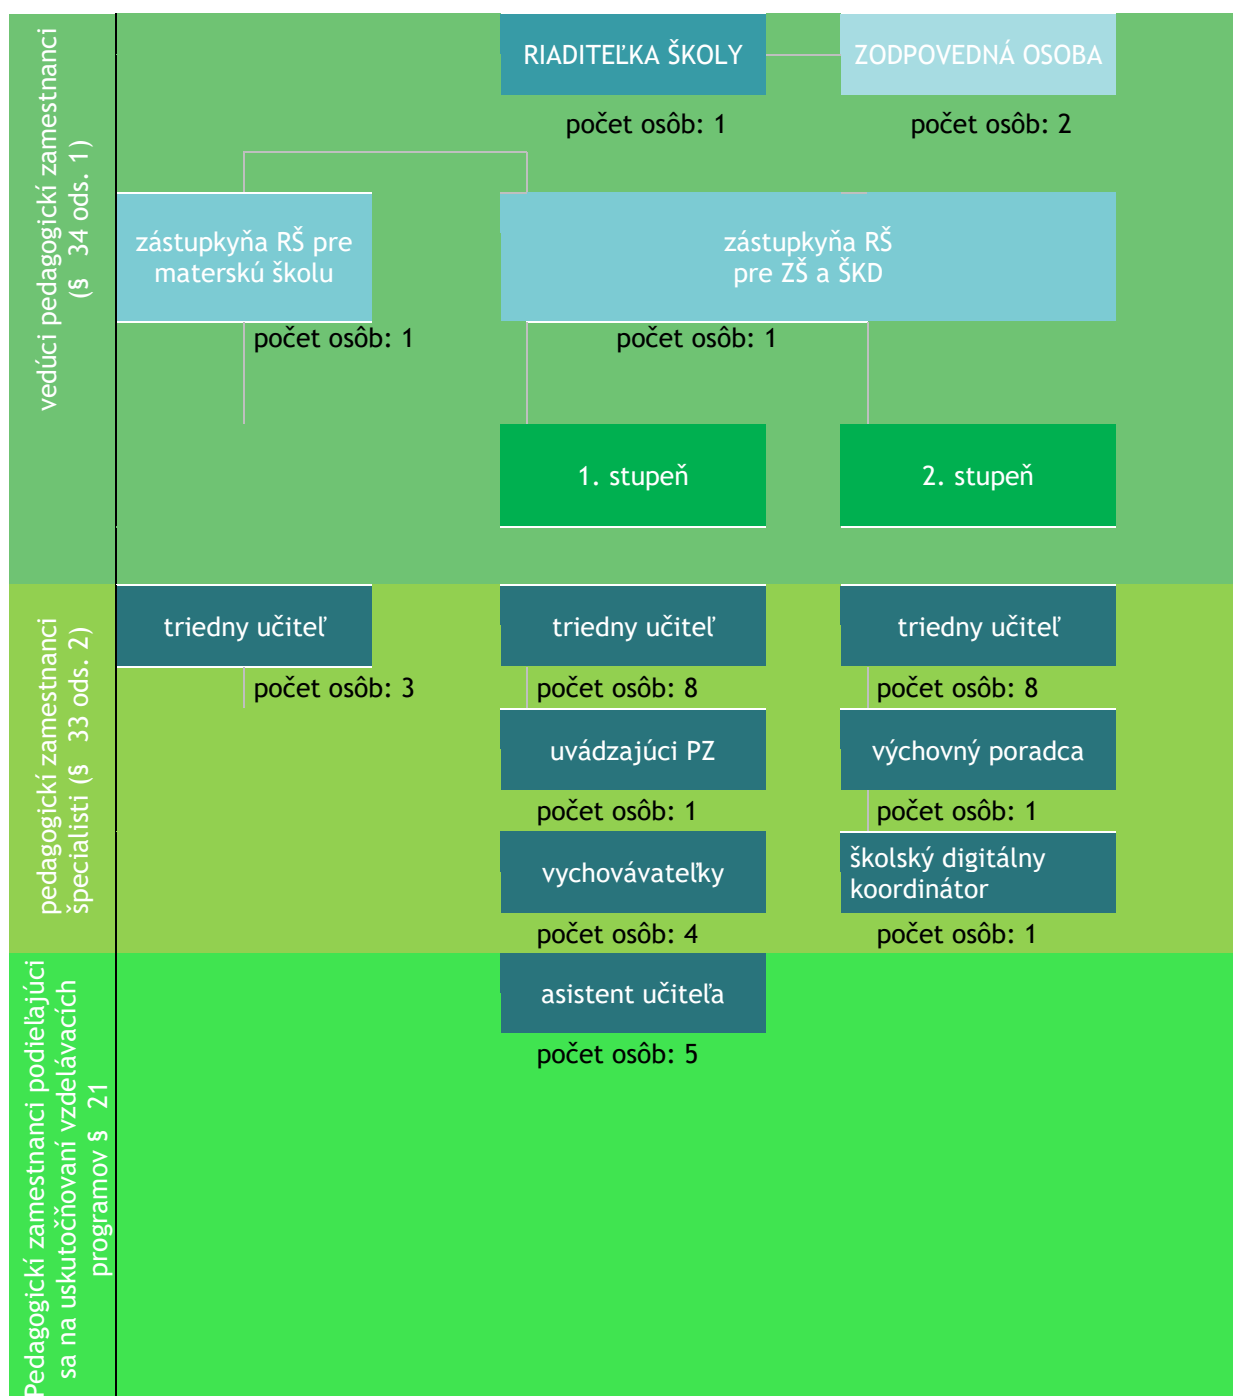 vedúci pedagogickí zamestnanci
(§ 34 ods. 1)
RIADITEĽKA ŠKOLY
ZODPOVEDNÁ OSOBA
počet osôb: 1
počet osôb: 2
zástupkyňa RŠ pre
materskú školu
zástupkyňa RŠ
pre ZŠ a ŠKD
počet osôb: 1
počet osôb: 1
1. stupeň
2. stupeň
pedagogickí zamestnanci
špecialisti (§ 33 ods. 2)
triedny učiteľ
triedny učiteľ
triedny učiteľ
počet osôb: 3
počet osôb: 8
počet osôb: 8
uvádzajúci PZ
výchovný poradca
počet osôb: 1
počet osôb: 1
vychovávateľky
školský digitálny
koordinátor
počet osôb: 4
počet osôb: 1
Pedagogickí zamestnanci podieľajúci
sa na uskutočňovaní vzdelávacích
programov § 21
asistent učiteľa
počet osôb: 5